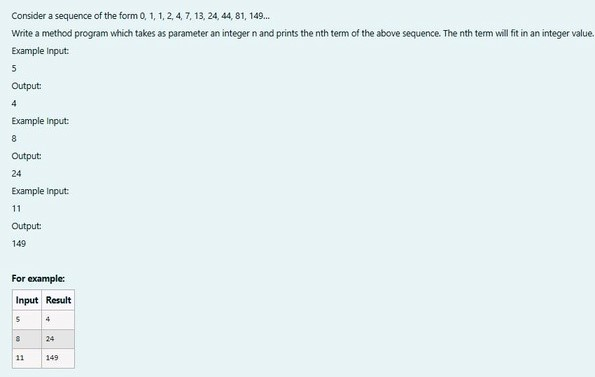 Consider a sequence of the form 0, 1, 1, 2, 4, 7, 13, 24, 44, 81, 149...
Write a method program which takes as parameter an integer n and prints the nth term of the above sequence. The nth term will fit in an integer value.
Example Input:
5
Output:
4
Example Input:
8
Output:
24
Example Input:
11
Output:
149
For example:
Input Result
5 4
8 24
11 149